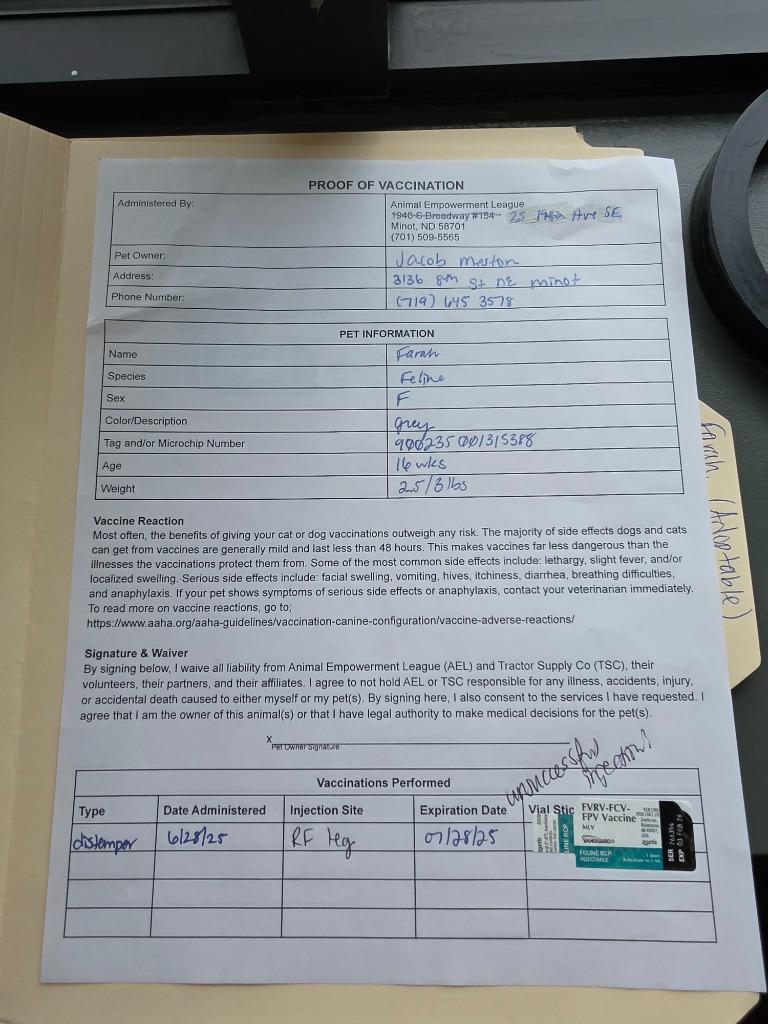 PROOF OF VACCINATION
Administered By:
Animal Empowerment League
1940 S Broadway #154 25 Ave SE
Minot, ND 58701
(701) 509-5565
Pet Owner: Jacob Meston
Address: 3136 8th St NE Minot
Phone Number: (719) 645 3578
PET INFORMATION
Name Farah
Species Feline
Sex F
Color/Description grey
Tag and/or Microchip Number 900235001315388
Age 16 wks
Weight 2.5/3 lbs
Vaccine Reaction
Most often, the benefits of giving your cat or dog vaccinations outweigh any risk. The majority of side effects dogs and cats
can get from vaccines are generally mild and last less than 48 hours. This makes vaccines far less dangerous than the
illnesses the vaccinations protect them from. Some of the most common side effects include: lethargy, slight fever, and/or
localized swelling. Serious side effects include: facial swelling, vomiting, hives, itchiness, diarrhea, breathing difficulties,
and anaphylaxis. If your pet shows symptoms of serious side effects or anaphylaxis, contact your veterinarian immediately.
To read more on vaccine reactions, go to;
https://www.aaha.org/aaha-guidelines/vaccination-canine-configuration/vaccine-adverse-reactions/
Signature & Waiver
By signing below, I waive all liability from Animal Empowerment League (AEL) and Tractor Supply Co (TSC), their
volunteers, their partners, and their affiliates. I agree to not hold AEL or TSC responsible for any illness, accidents, injury,
or accidental death caused to either myself or my pet(s). By signing here, I also consent to the services I have requested. I
agree that I am the owner of this animal(s) or that I have legal authority to make medical decisions for the pet(s).
X
Pet Owner Signature
unsuccessful
injection!
Vaccinations Performed
Type Date Administered Injection Site Expiration Date Vial Stic
distemper 6/28/25 RF leg 07/28/25
FVRV-FCV-
FPV Vaccine
MLV
VANGUARD®
zoetis
FELINE RCP
INJECTABLE
1 dose
SER 766354
EXP 03 FEB 26
LINE RCP
Farah (Adoptable)